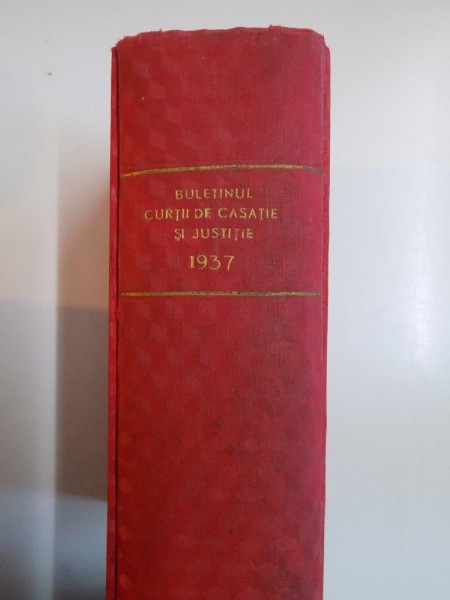 BULETINUL
CURȚII DE CASAȚIE
ȘI JUSTIȚIE
1937